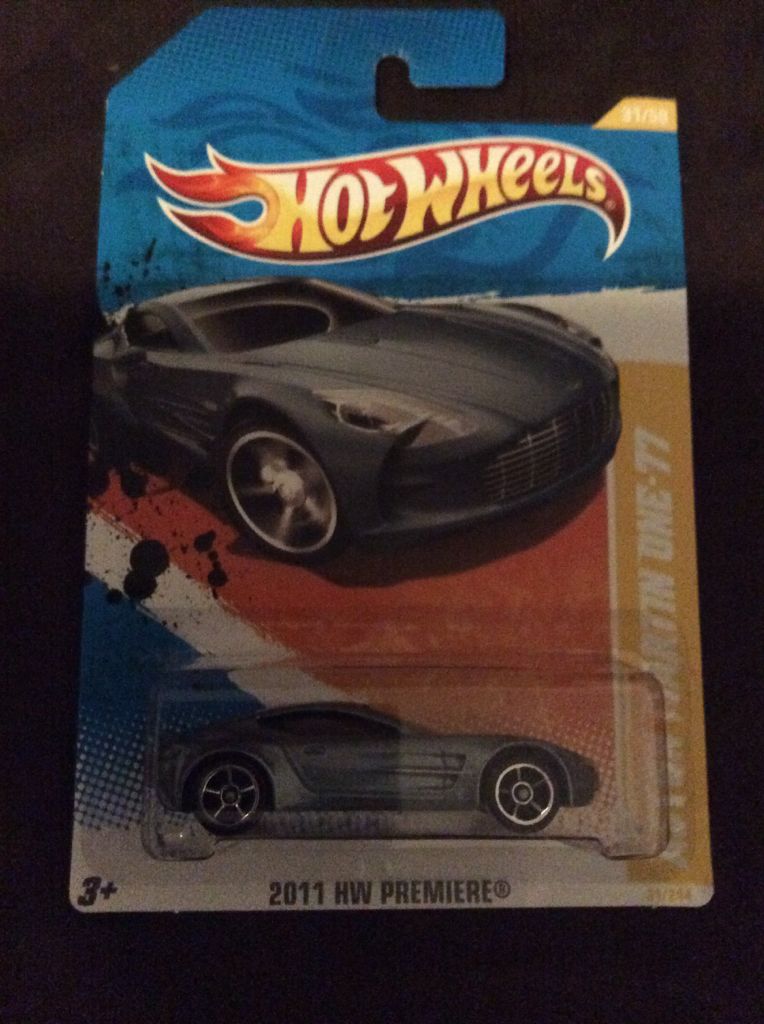 31/50
HOT WHEELS®
ASTON MARTIN ONE-77
3+
2011 HW PREMIERE®